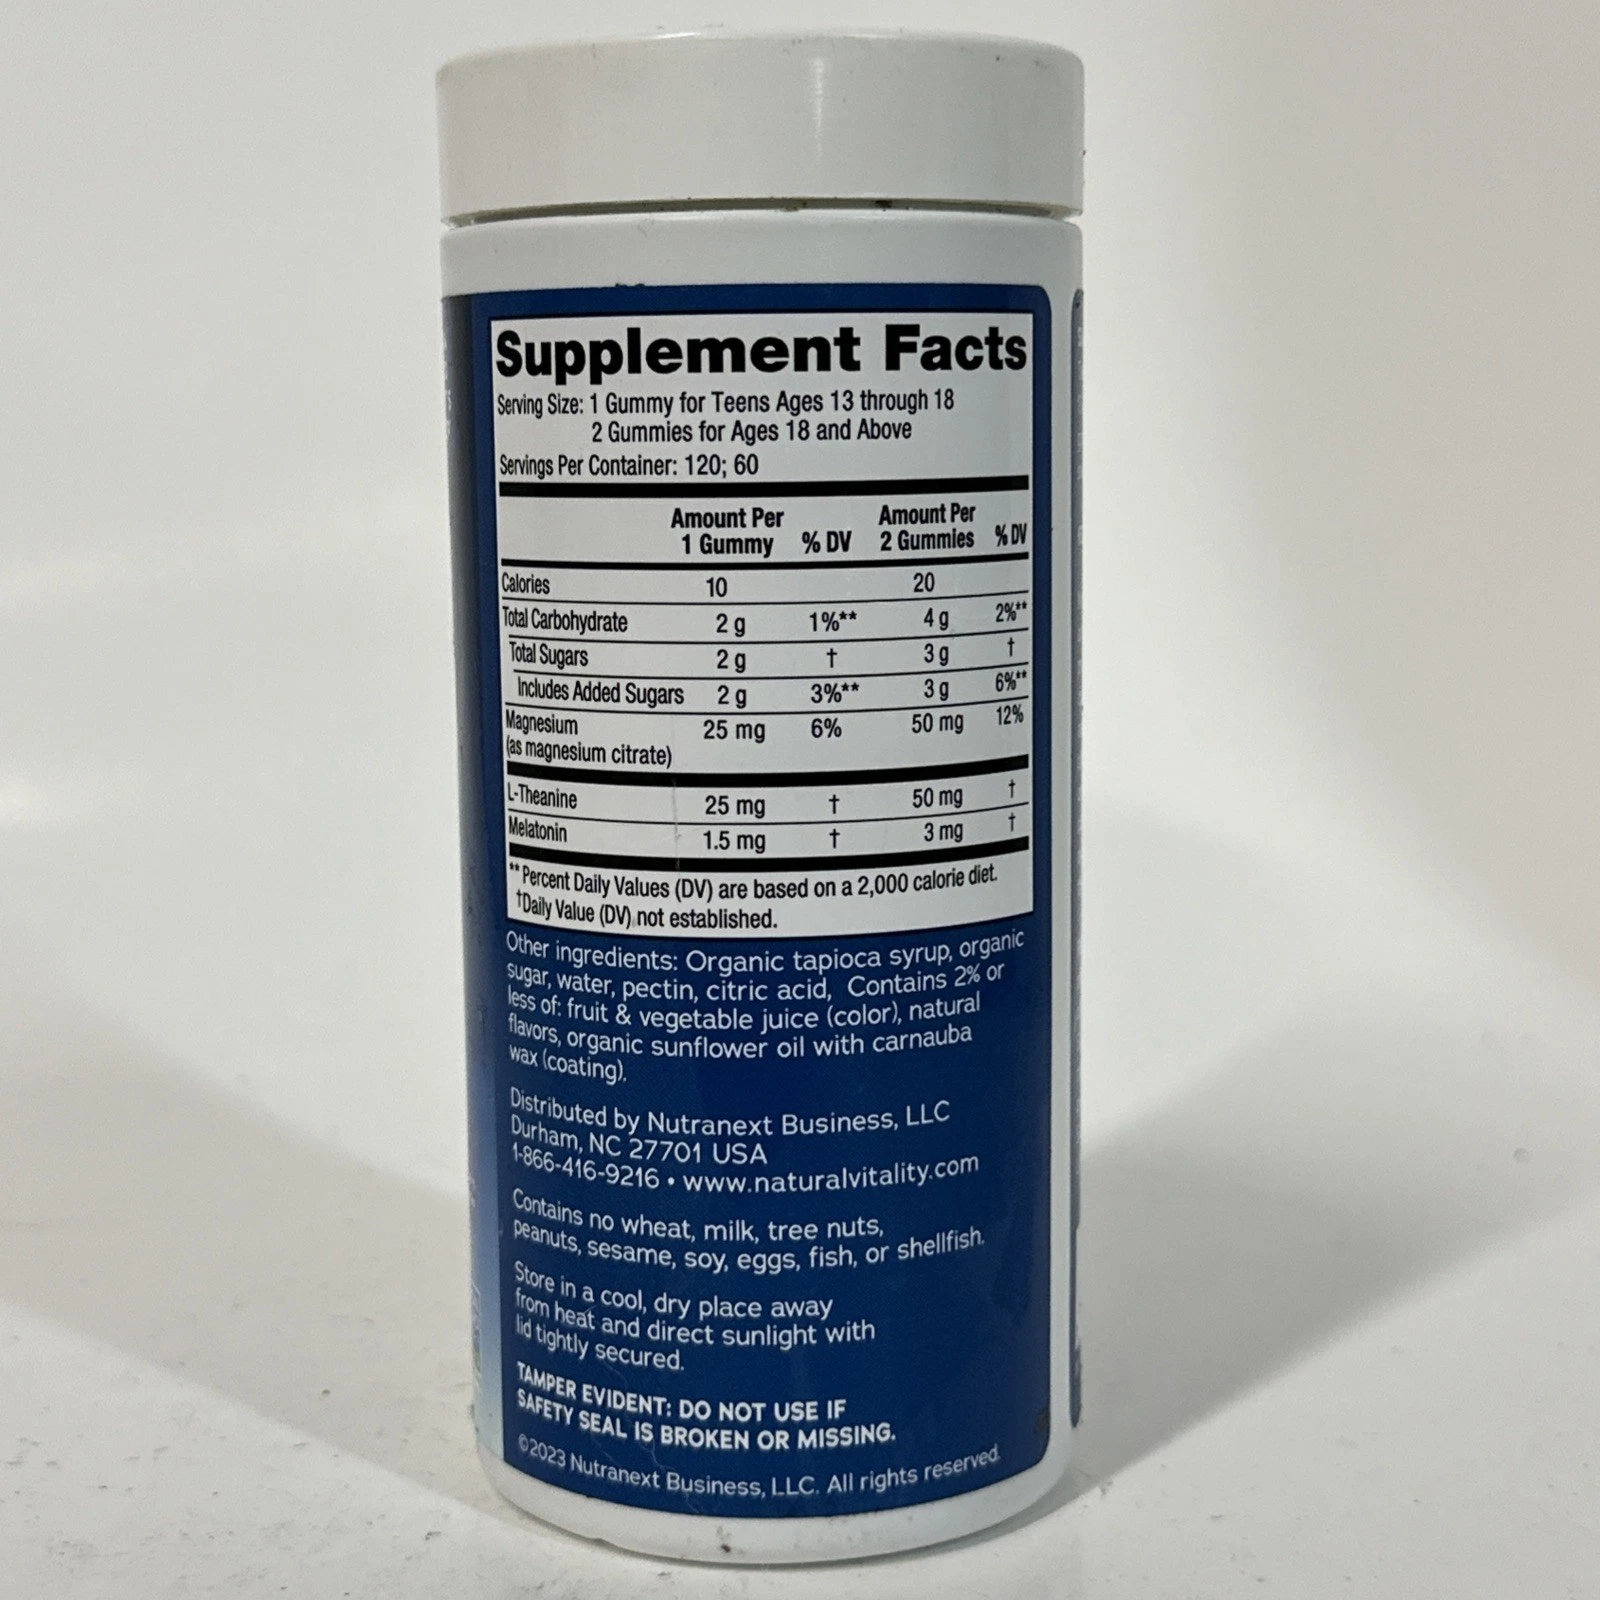 Supplement Facts
Serving Size: 1 Gummy for Teens Ages 13 through 18
2 Gummies for Ages 18 and Above
Servings Per Container: 120; 60
Amount Per 1 Gummy % DV Amount Per 2 Gummies % DV
Calories 10 20
Total Carbohydrate 2 g 1%** 4 g 2%**
Total Sugars 2 g † 3 g †
Includes Added Sugars 2 g 3%** 3 g 6%**
Magnesium 25 mg 6% 50 mg 12%
(as magnesium citrate)
L-Theanine 25 mg † 50 mg †
Melatonin 1.5 mg † 3 mg †
** Percent Daily Values (DV) are based on a 2,000 calorie diet.
†Daily Value (DV) not established.
Other ingredients: Organic tapioca syrup, organic
sugar, water, pectin, citric acid, Contains 2% or
less of: fruit & vegetable juice (color), natural
flavors, organic sunflower oil with carnauba
wax (coating).
Distributed by Nutranext Business, LLC
Durham, NC 27701 USA
1-866-416-9216 • www.naturalvitality.com
Contains no wheat, milk, tree nuts,
peanuts, sesame, soy, eggs, fish, or shellfish.
Store in a cool, dry place away
from heat and direct sunlight with
lid tightly secured.
TAMPER EVIDENT: DO NOT USE IF
SAFETY SEAL IS BROKEN OR MISSING.
©2023 Nutranext Business, LLC. All rights reserved.